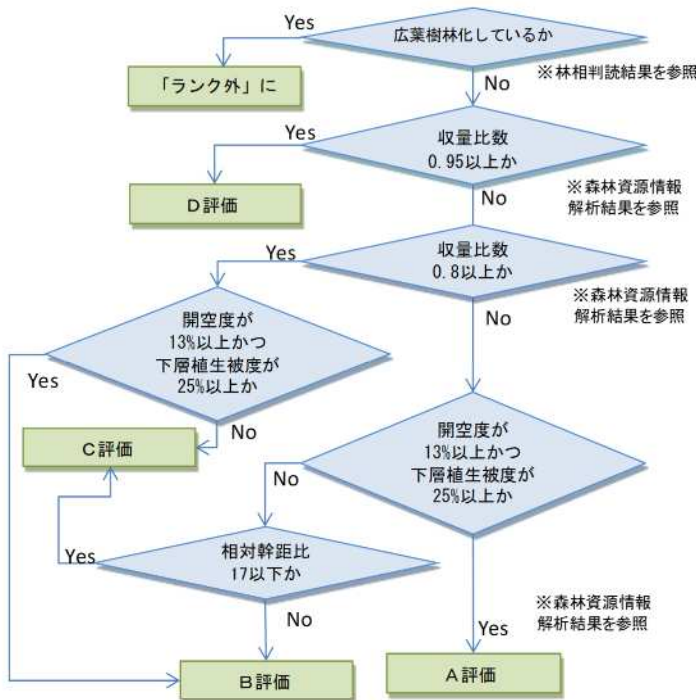 Yes
広葉樹林化しているか
※林相判読結果を参照
「ランク外」に
No
Yes
収量比数
0.95以上か
D評価
※森林資源情報
解析結果を参照
No
Yes
収量比数
0.8以上か
※森林資源情報
解析結果を参照
No
開空度が
13%以上かつ
下層植生被度が
25%以上か
Yes
No
C評価
開空度が
13%以上かつ
下層植生被度が
25%以上か
No
Yes
相対幹距比
17以下か
No
※森林資源情報
解析結果を参照
Yes
B評価
A評価